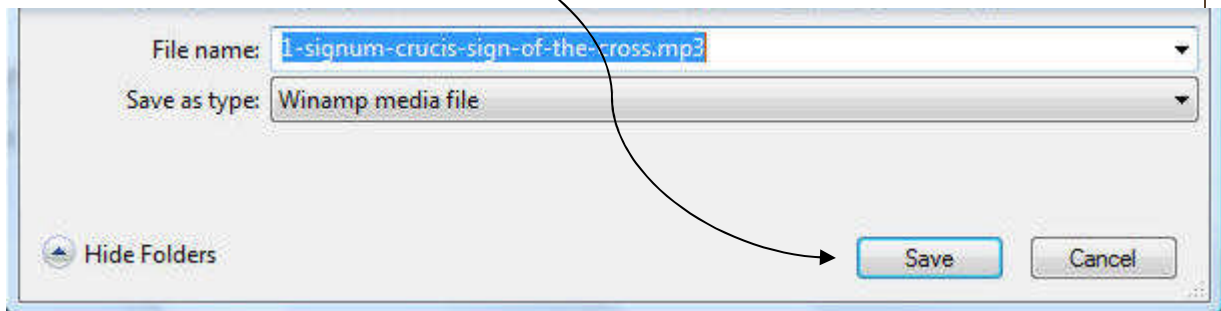 File name: 1-signum-crucis-sign-of-the-cross.mp3
Save as type: Winamp media file
Hide Folders Save Cancel